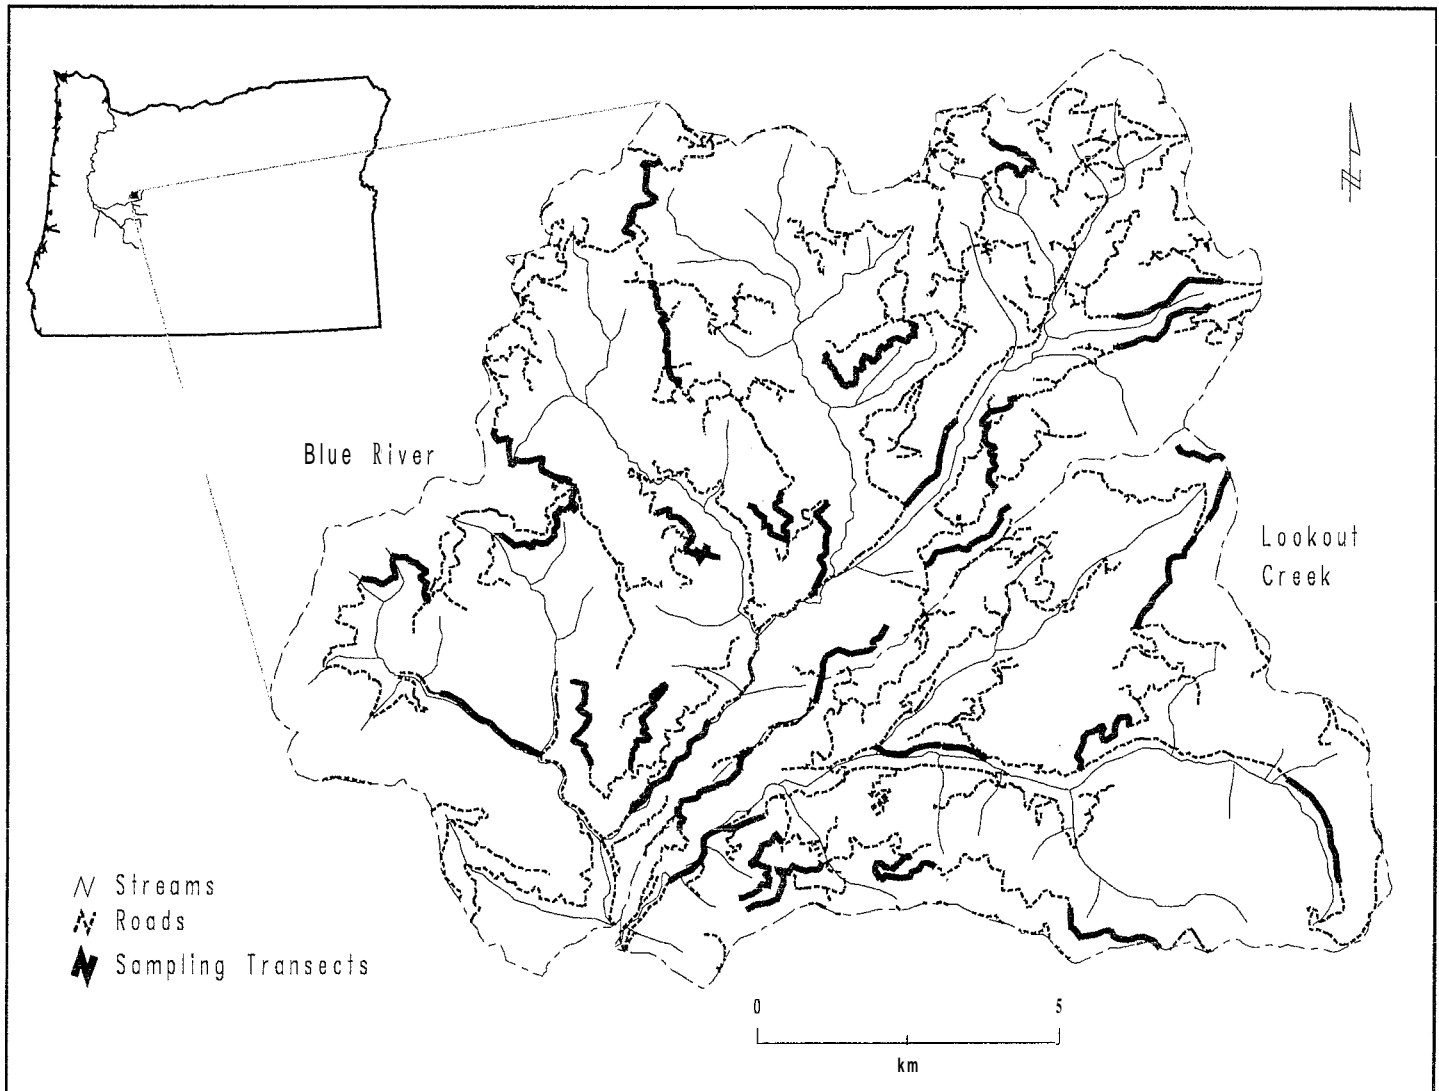 Blue River
Lookout
Creek
Streams
Roads
Sampling Transects
0 5
km
N